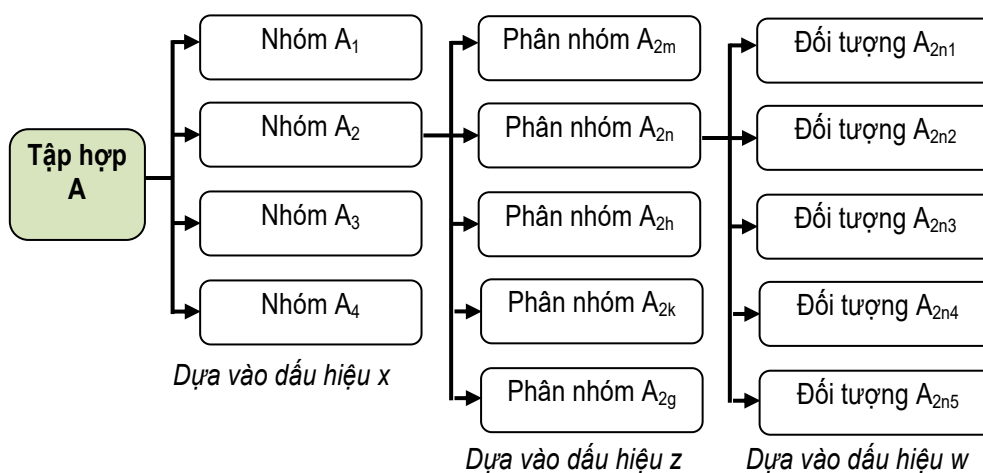 Tập hợp
A
Nhóm A₁
Nhóm A₂
Nhóm A₃
Nhóm A₄
Dựa vào dấu hiệu x
Phân nhóm A₂ₘ
Phân nhóm A₂ₙ
Phân nhóm A₂ₕ
Phân nhóm A₂ₖ
Phân nhóm A₂g
Dựa vào dấu hiệu z
Đối tượng A₂ₙ₁
Đối tượng A₂ₙ₂
Đối tượng A₂ₙ₃
Đối tượng A₂ₙ₄
Đối tượng A₂ₙ₅
Dựa vào dấu hiệu w